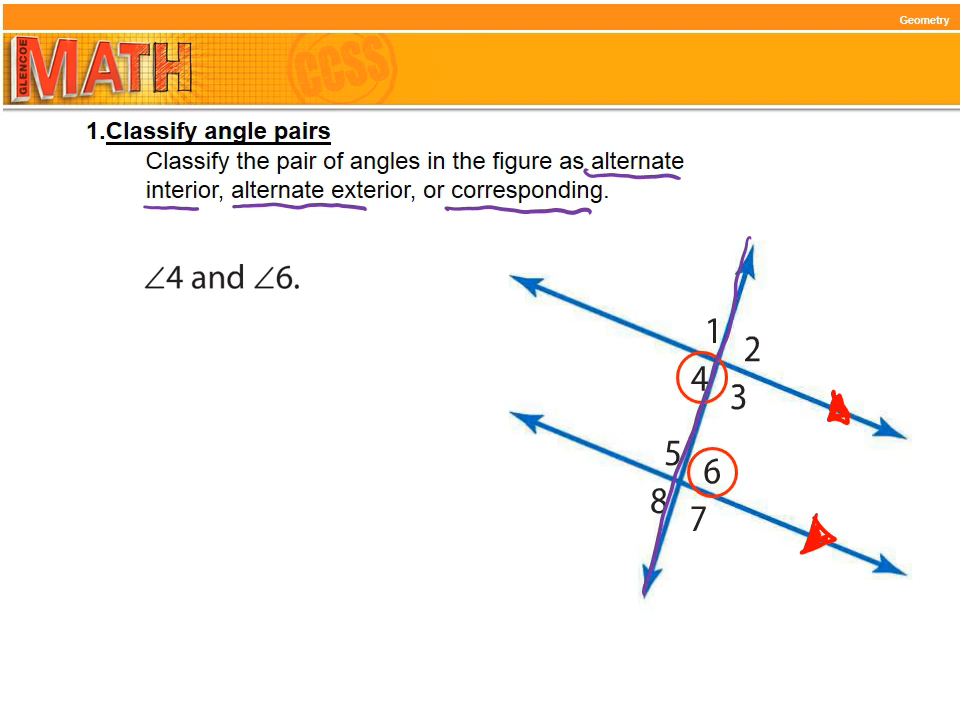 Geometry
GLENCOE MATH
CCSS
1.Classify angle pairs
Classify the pair of angles in the figure as alternate
interior, alternate exterior, or corresponding.
∠4 and ∠6.
1
2
4
3
5
6
8
7